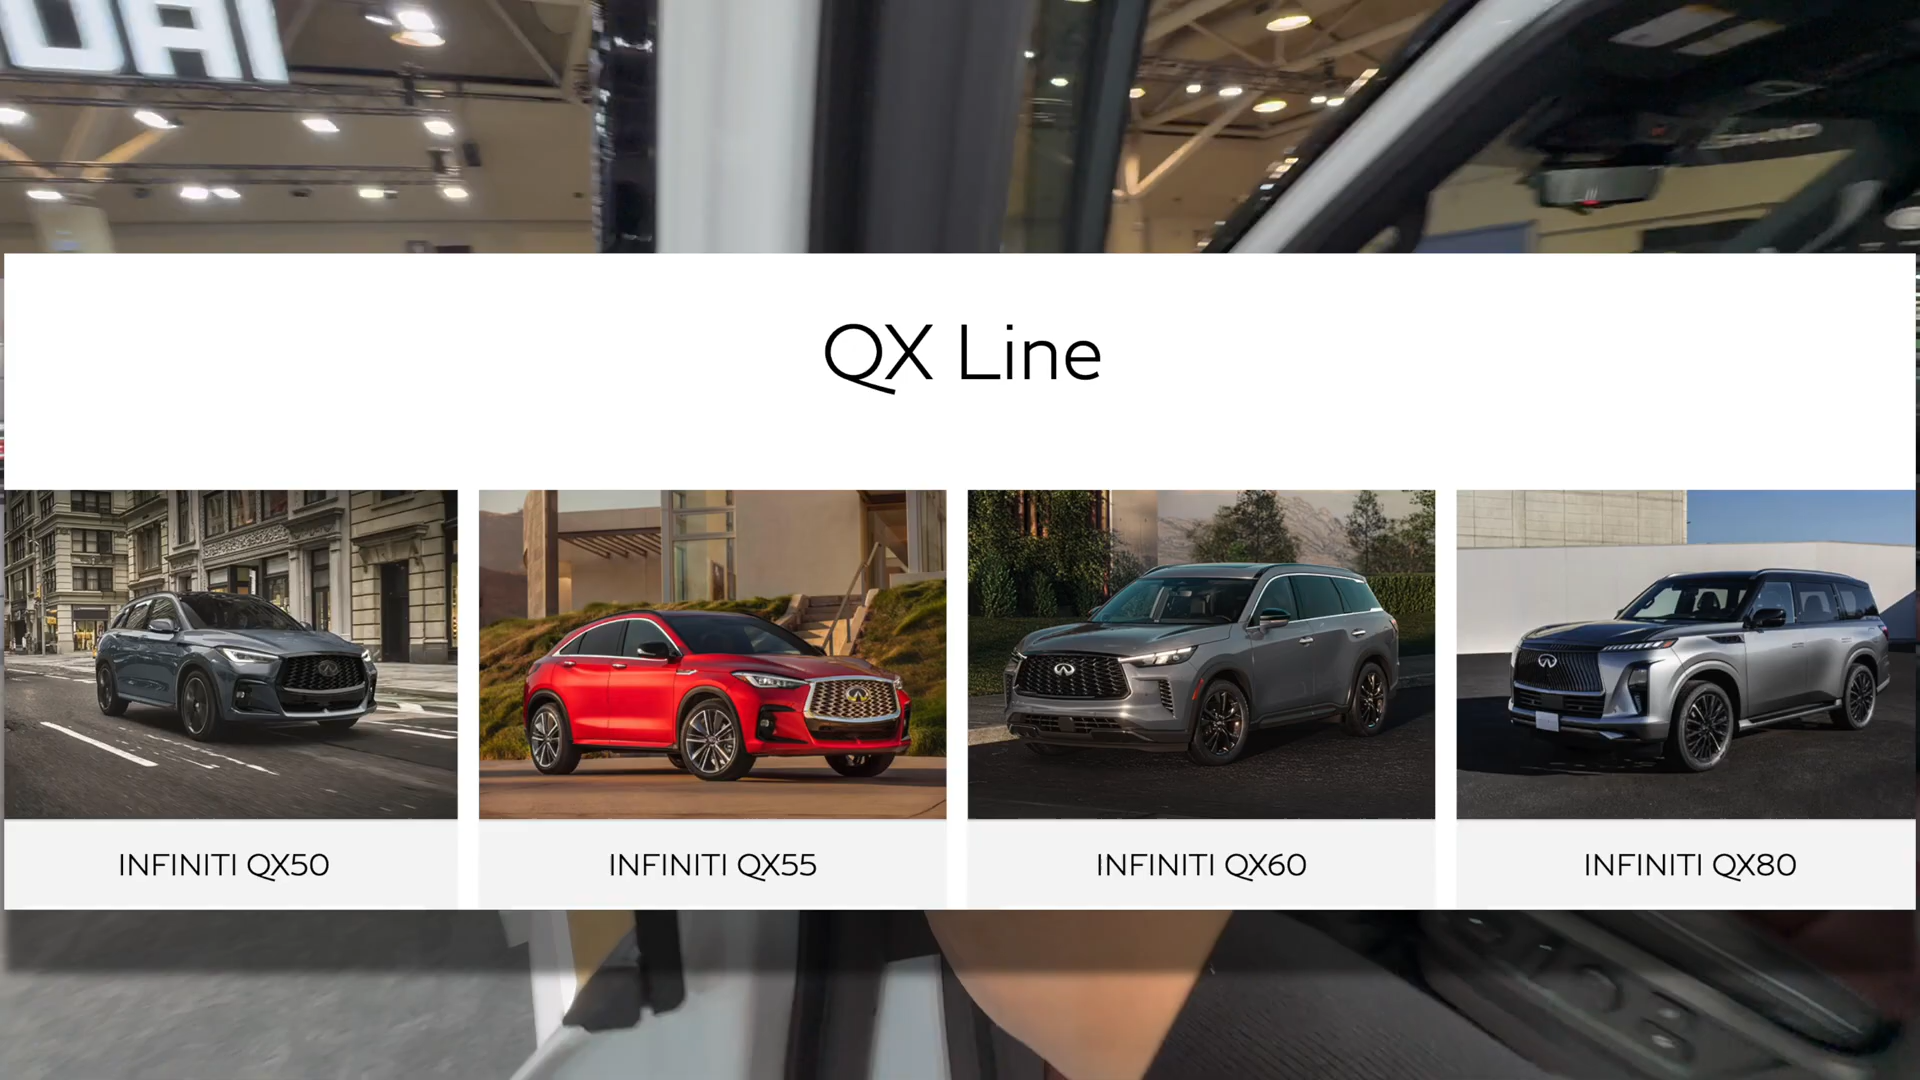 QX Line
INFINITI QX50
INFINITI QX55
INFINITI QX60
INFINITI QX80